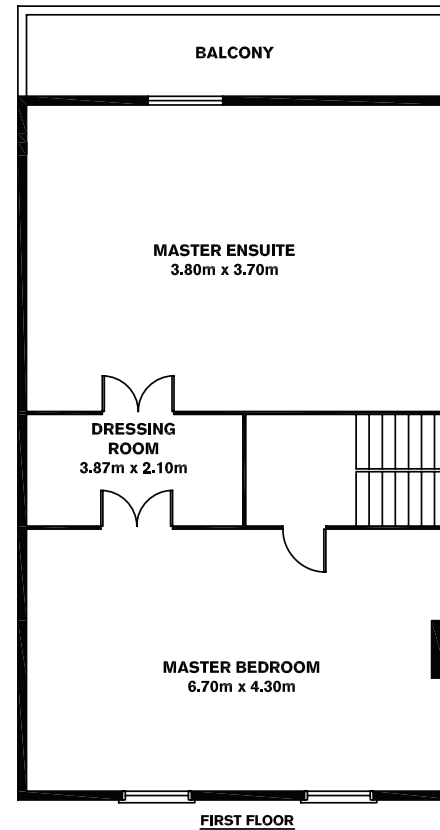 BALCONY
MASTER ENSUITE
3.80m x 3.70m
DRESSING
ROOM
3.87m x 2.10m
MASTER BEDROOM
6.70m x 4.30m
FIRST FLOOR